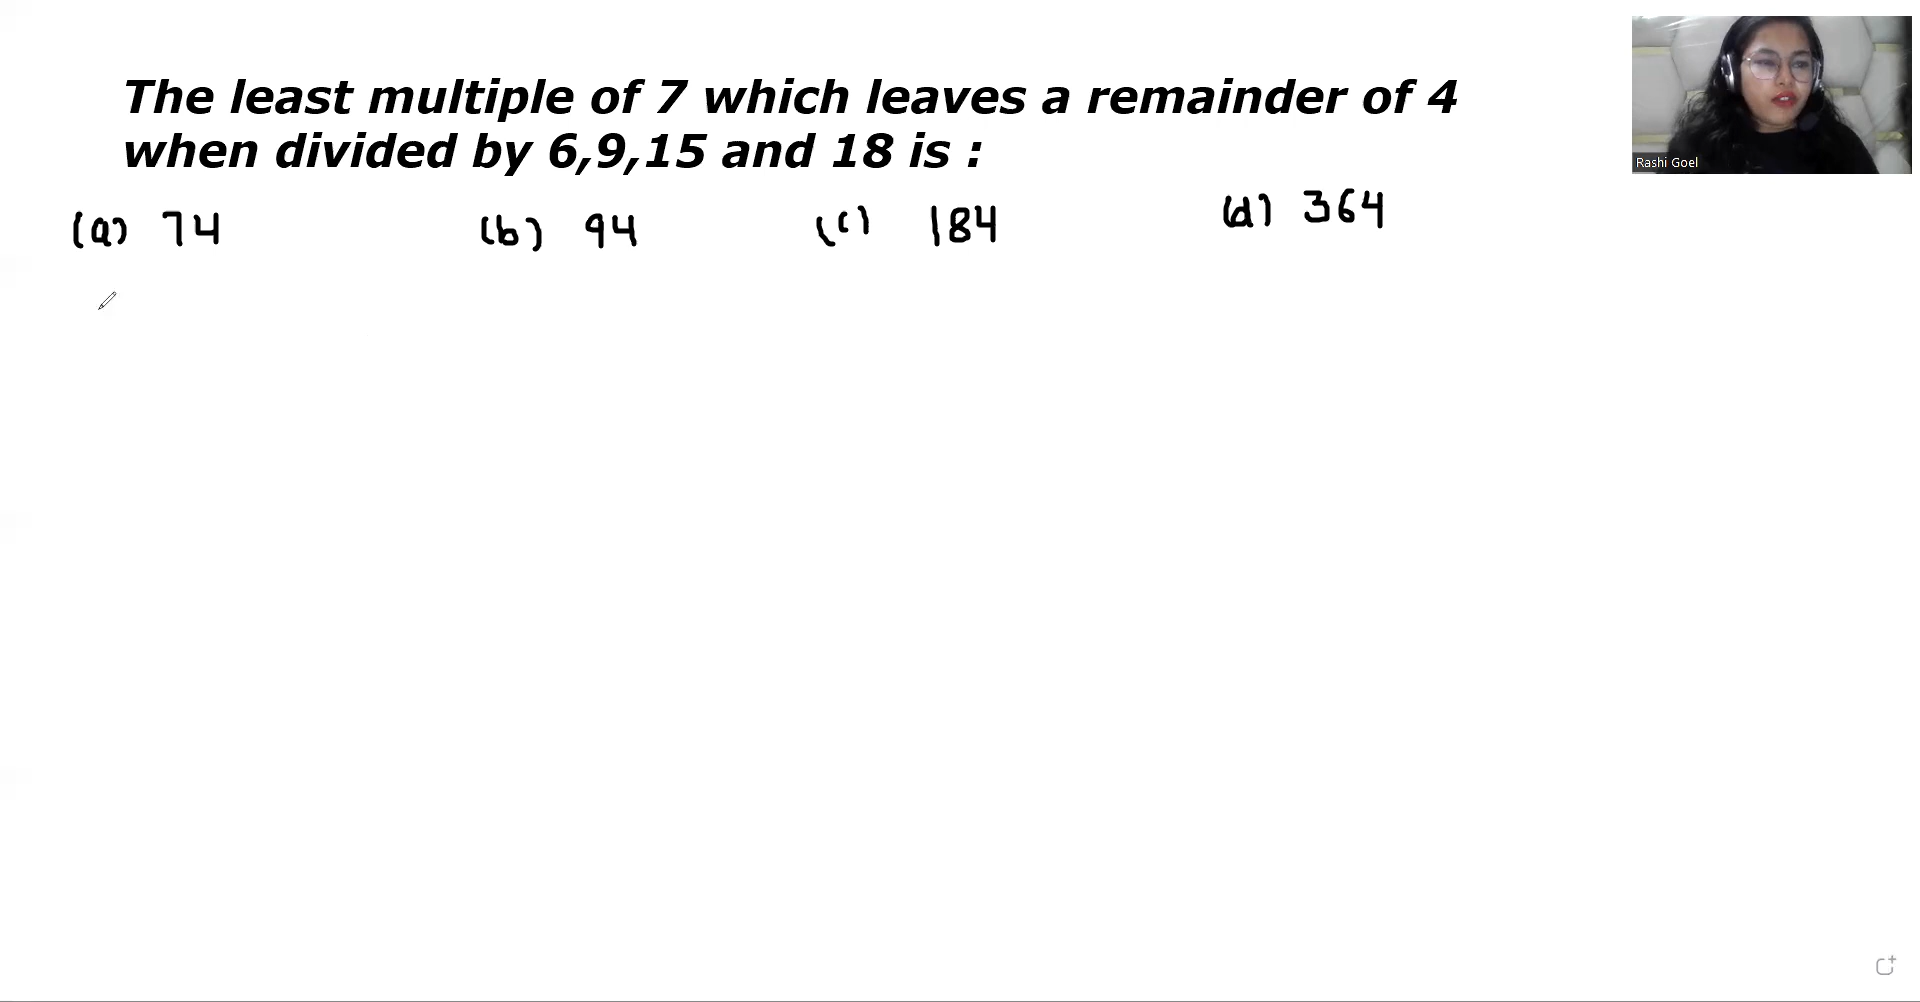 The least multiple of 7 which leaves a remainder of 4
when divided by 6,9,15 and 18 is :
(a) 74 (b) 94 (c) 184 (d) 364
Rashi Goel